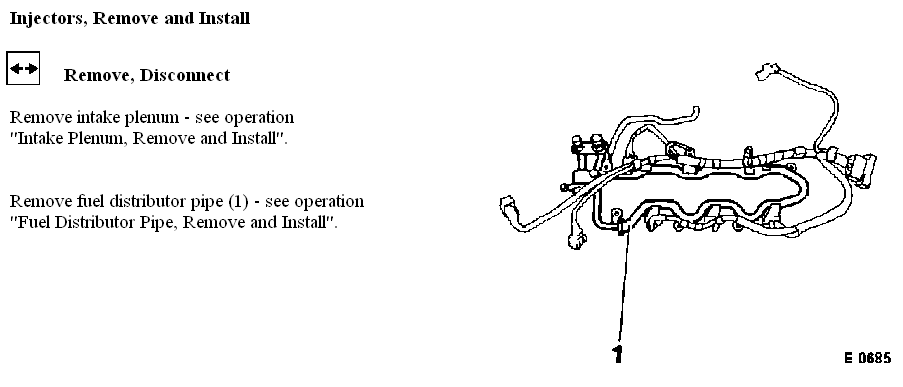 Injectors, Remove and Install
Remove, Disconnect
Remove intake plenum - see operation
"Intake Plenum, Remove and Install".
Remove fuel distributor pipe (1) - see operation
"Fuel Distributor Pipe, Remove and Install".
1
E 0685